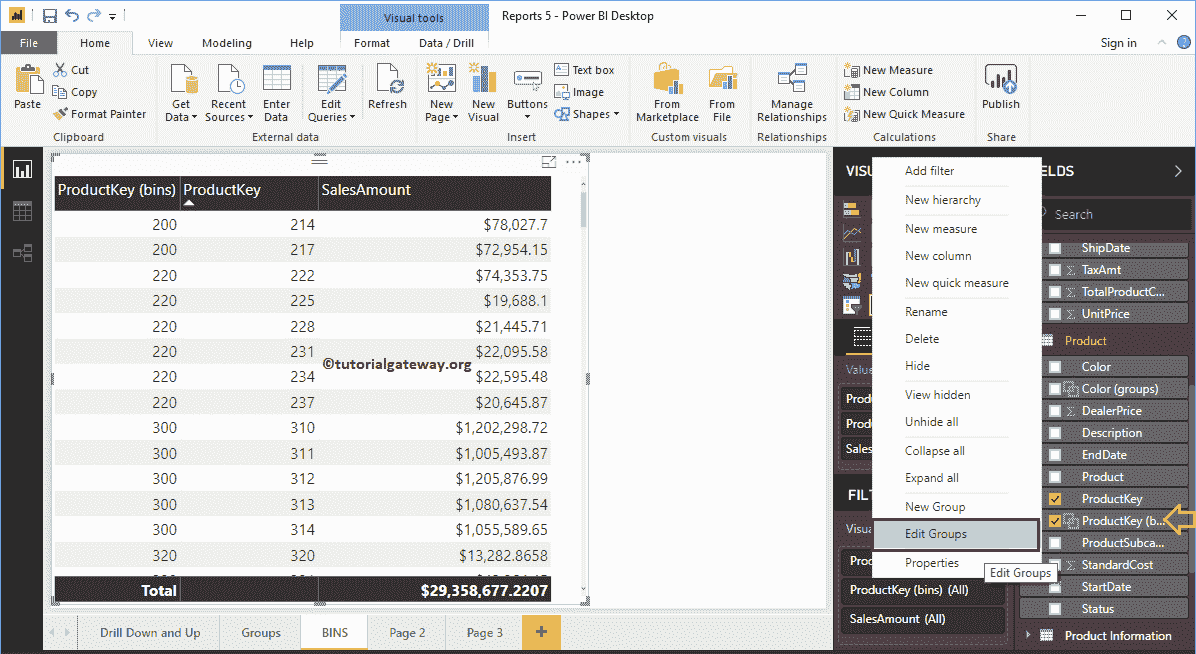 Visual tools
Reports 5 - Power BI Desktop
File
Home
View
Modeling
Help
Format
Data / Drill
Sign in
Paste
Cut
Copy
Format Painter
Clipboard
Get
Data
Recent
Sources
Enter
Data
Edit
Queries
External data
Refresh
New
Page
New
Visual
Buttons
Text box
Image
Shapes
Insert
From
Marketplace
From
File
Custom visuals
Manage
Relationships
Relationships
New Measure
New Column
New Quick Measure
Calculations
Publish
Share
ProductKey (bins) ProductKey SalesAmount
200 214 $78,027.7
200 217 $72,954.15
220 222 $74,353.75
220 225 $19,688.1
220 228 $21,445.71
220 231 $22,095.58
©tutorialgateway.org
220 234 $22,595.48
220 237 $20,645.87
300 310 $1,202,298.72
300 311 $1,005,493.87
300 312 $1,205,876.99
300 313 $1,080,637.54
300 314 $1,055,589.65
320 320 $13,282.8658
Total $29,358,677.2207
Drill Down and Up
Groups
BINS
Page 2
Page 3
+
VISU
Value
Prod
Prod
Sales
FILT
Visua
Prod
ProductKey (bins) (All)
SalesAmount (All)
Add filter
New hierarchy
New measure
New column
New quick measure
Rename
Delete
Hide
View hidden
Unhide all
Collapse all
Expand all
New Group
Edit Groups
Properties
Edit Groups
ELDS
Search
ShipDate
TaxAmt
TotalProductC...
UnitPrice
Product
Color
Color (groups)
DealerPrice
Description
EndDate
Product
ProductKey
ProductKey (b...
ProductSubca...
StandardCost
StartDate
Status
Product Information